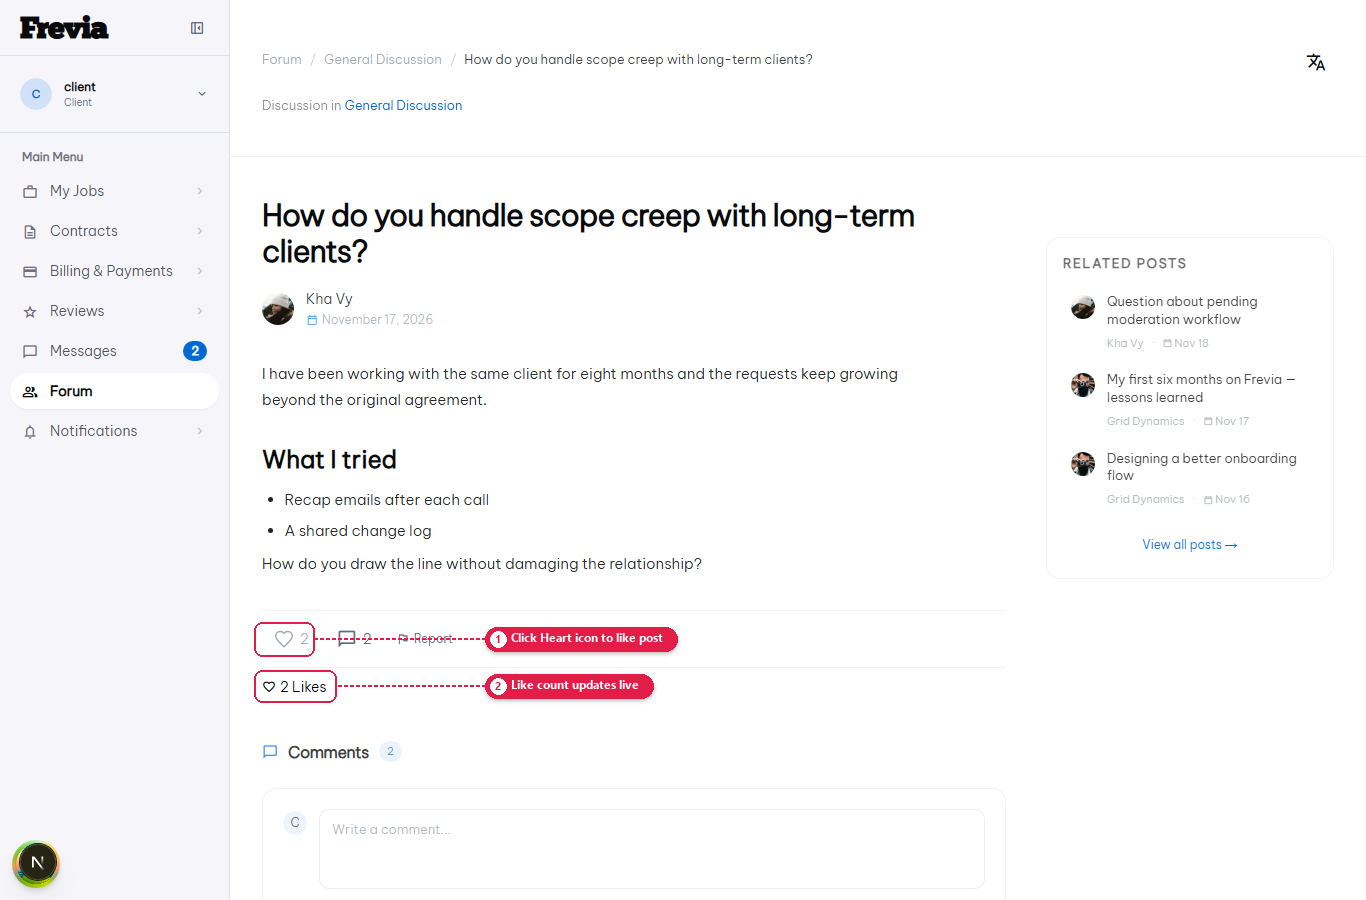 Frevia
C
client
Client
Main Menu
My Jobs
Contracts
Billing & Payments
Reviews
Messages
2
Forum
Notifications
N
Forum / General Discussion / How do you handle scope creep with long-term clients?
Discussion in General Discussion
How do you handle scope creep with long-term
clients?
Kha Vy
November 17, 2026
I have been working with the same client for eight months and the requests keep growing
beyond the original agreement.
What I tried
• Recap emails after each call
• A shared change log
How do you draw the line without damaging the relationship?
2
2
Report
1 Click Heart icon to like post
2 Likes
2 Like count updates live
Comments 2
C
Write a comment...
RELATED POSTS
Question about pending
moderation workflow
Kha Vy · Nov 18
My first six months on Frevia —
lessons learned
Grid Dynamics · Nov 17
Designing a better onboarding
flow
Grid Dynamics · Nov 16
View all posts →